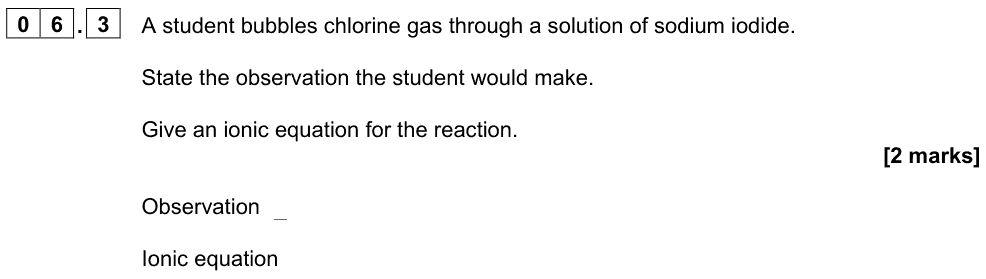 0 6 . 3 A student bubbles chlorine gas through a solution of sodium iodide.
State the observation the student would make.
Give an ionic equation for the reaction.
[2 marks]
Observation _
Ionic equation